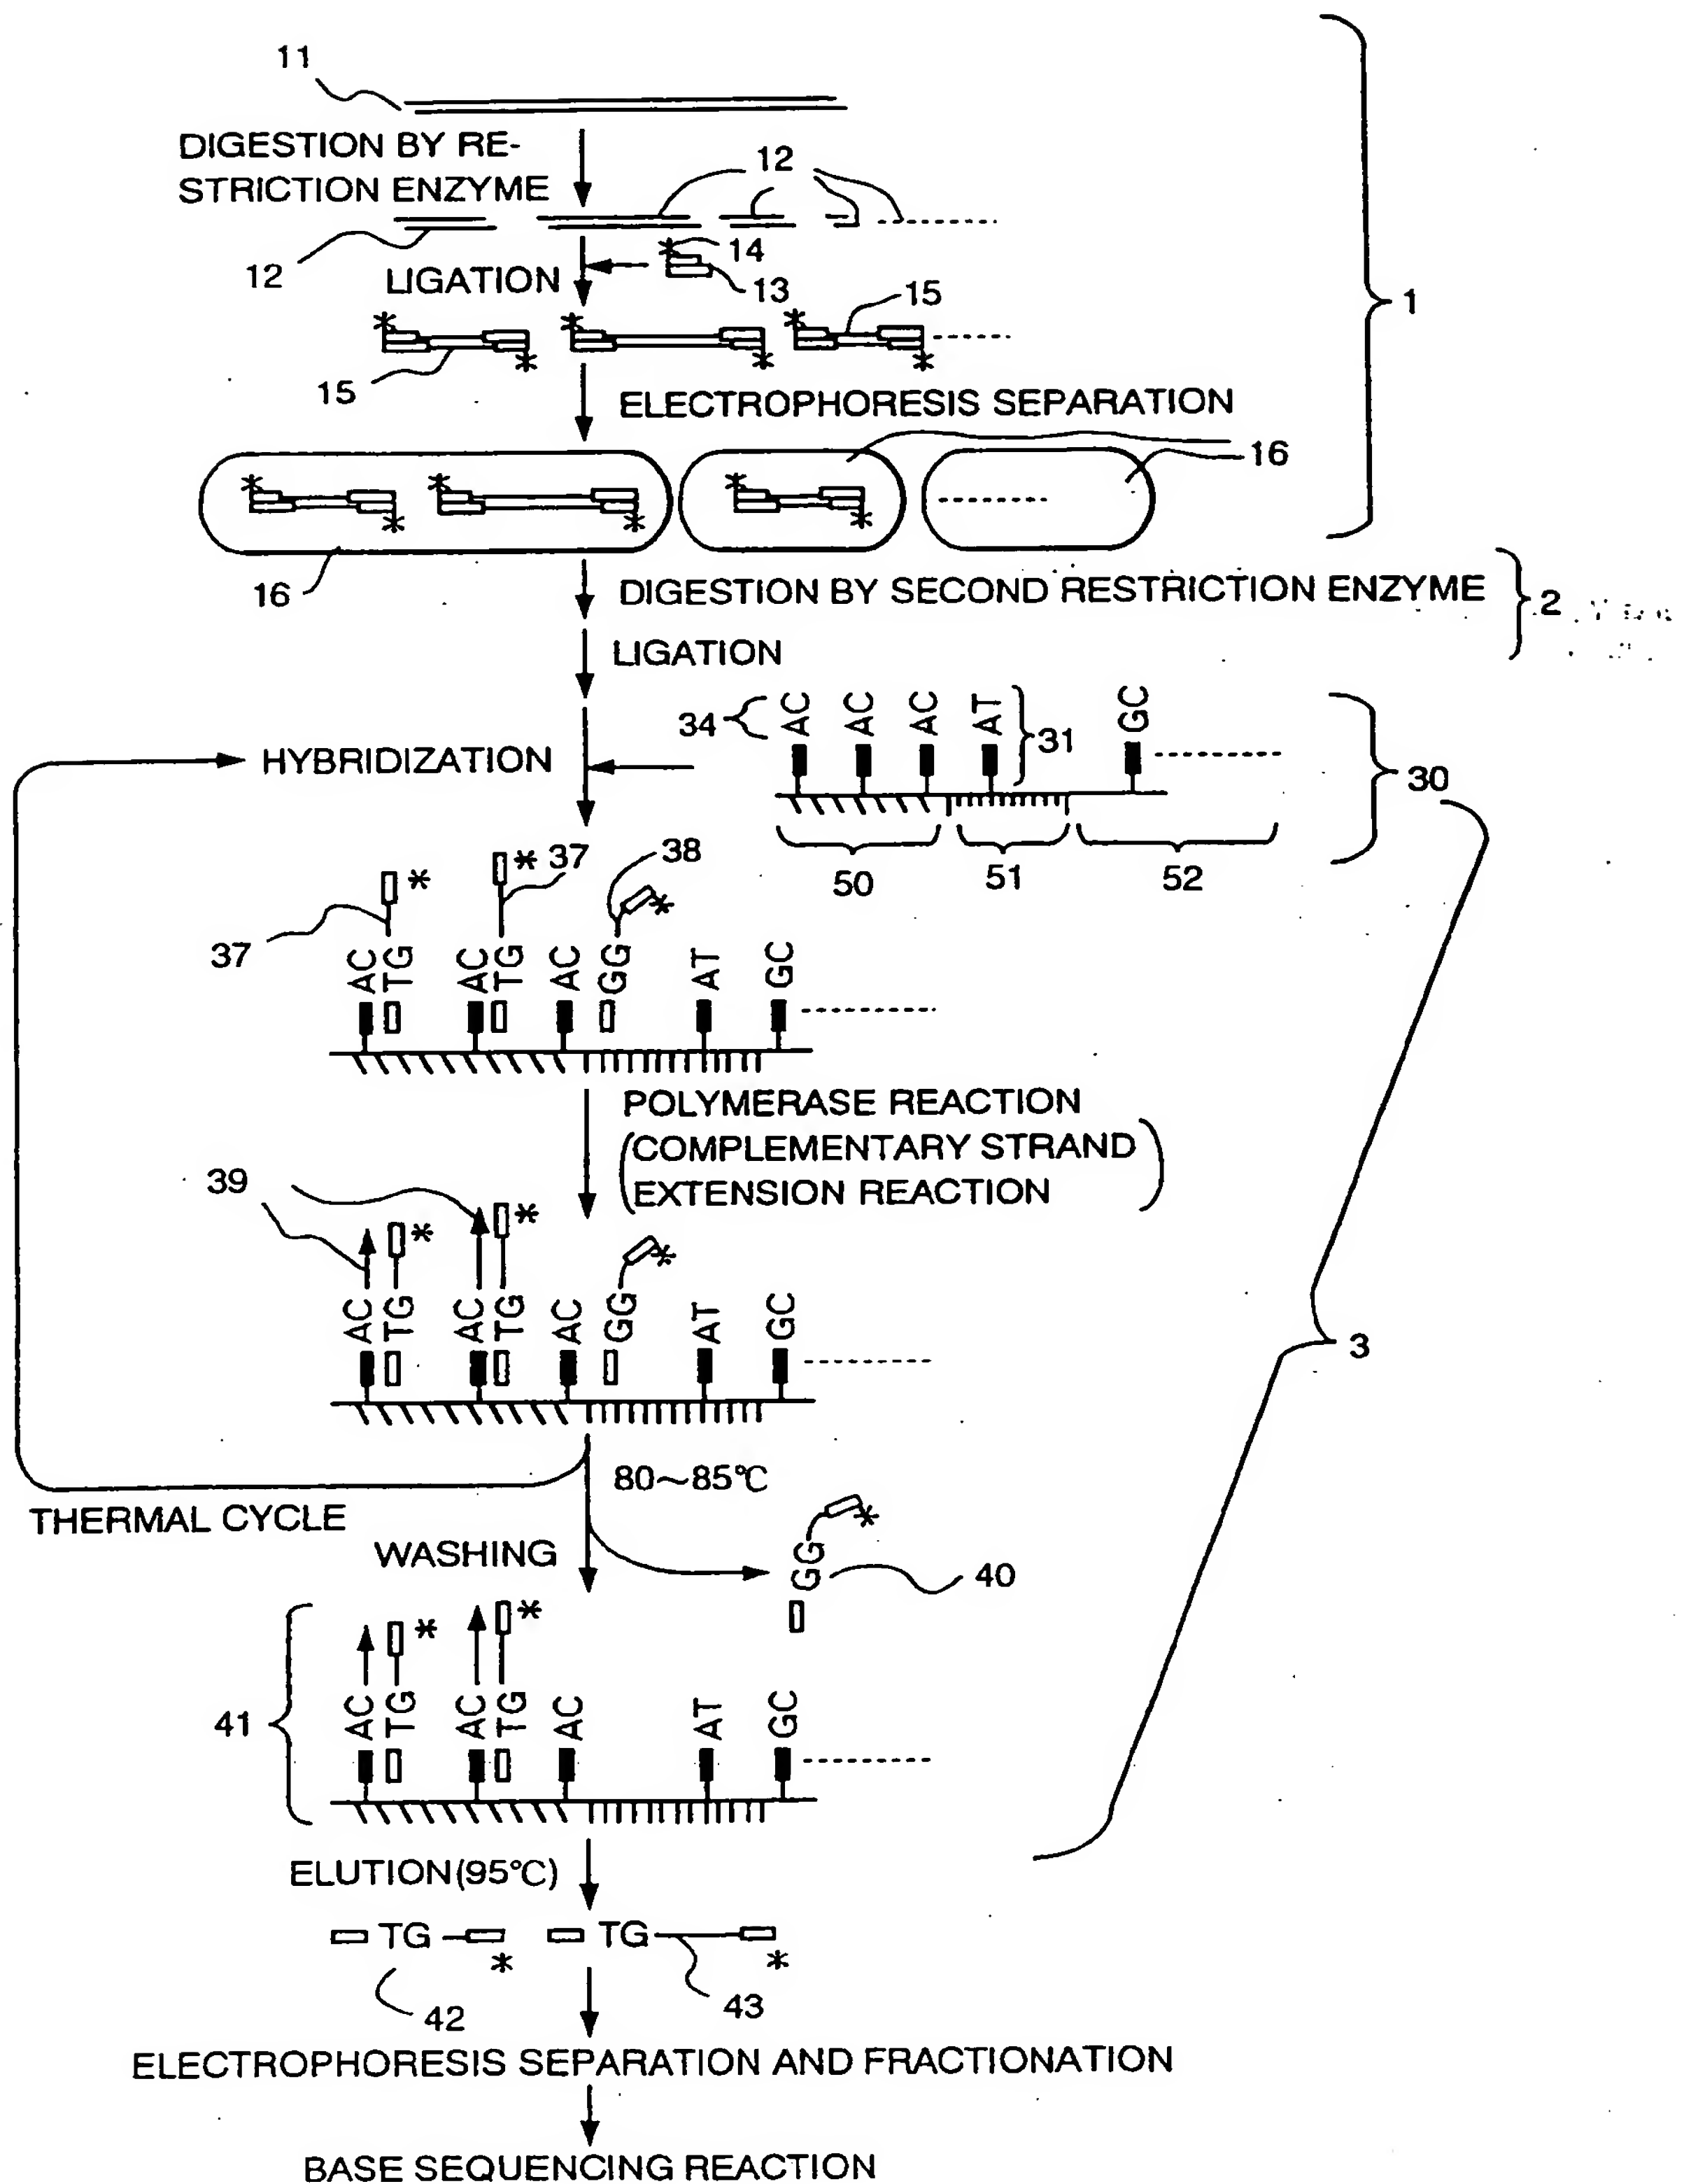 11
DIGESTION BY RE-
STRICTION ENZYME
12
12
14
LIGATION
13
15
1
15
ELECTROPHORESIS SEPARATION
16
16
DIGESTION BY SECOND RESTRICTION ENZYME
2
LIGATION
34
AC AC AC AT GC
31
HYBRIDIZATION
30
50 51 52
* 37 38
* *
37
AC TG AC TG AC GG AT GC
POLYMERASE REACTION
(COMPLEMENTARY STRAND
EXTENSION REACTION)
39
* * *
AC TG AC TG AC GG AT GC
3
80~85℃
THERMAL CYCLE
WASHING
*
GG
40
* *
41
AC TG AC TG AC AT GC
ELUTION(95℃)
TG TG
* *
42 43
ELECTROPHORESIS SEPARATION AND FRACTIONATION
BASE SEQUENCING REACTION